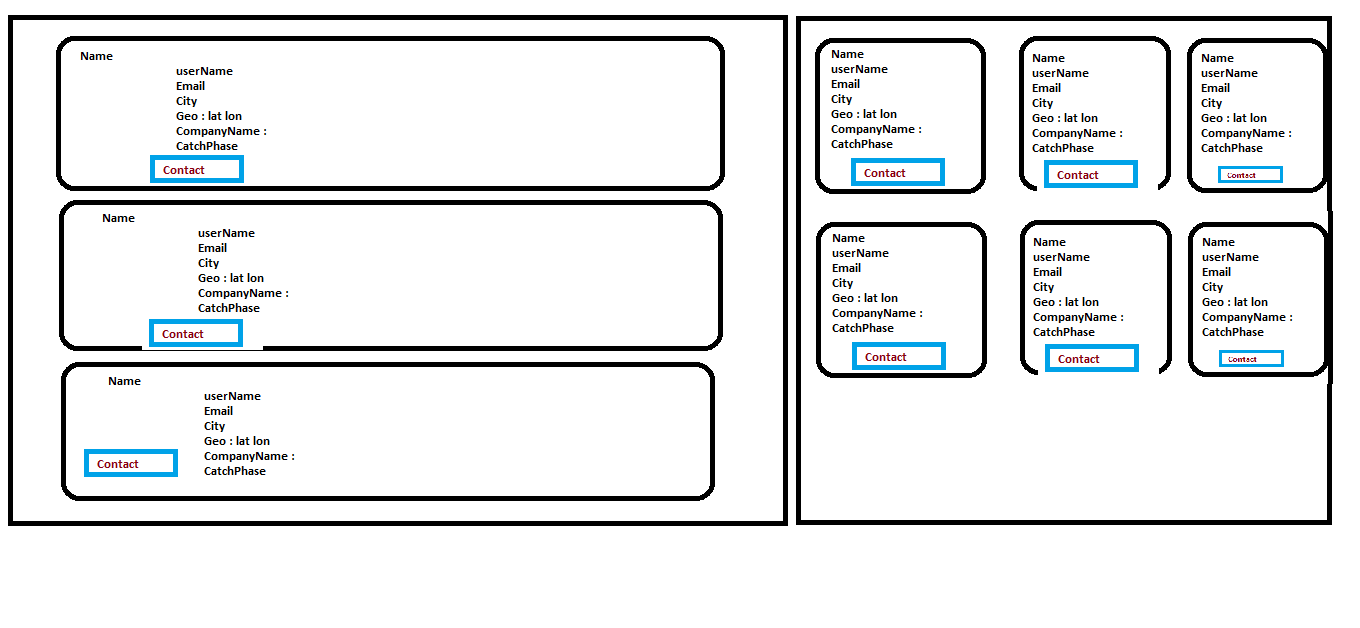 Name
userName
Email
City
Geo : lat lon
CompanyName :
CatchPhase
Contact
Name
userName
Email
City
Geo : lat lon
CompanyName :
CatchPhase
Contact
Name
userName
Email
City
Geo : lat lon
CompanyName :
CatchPhase
Contact
Name
userName
Email
City
Geo : lat lon
CompanyName :
CatchPhase
Contact
Name
userName
Email
City
Geo : lat lon
CompanyName :
CatchPhase
Contact
Name
userName
Email
City
Geo : lat lon
CompanyName :
CatchPhase
Contact
Name
userName
Email
City
Geo : lat lon
CompanyName :
CatchPhase
Contact
Name
userName
Email
City
Geo : lat lon
CompanyName :
CatchPhase
Contact
Name
userName
Email
City
Geo : lat lon
CompanyName :
CatchPhase
Contact